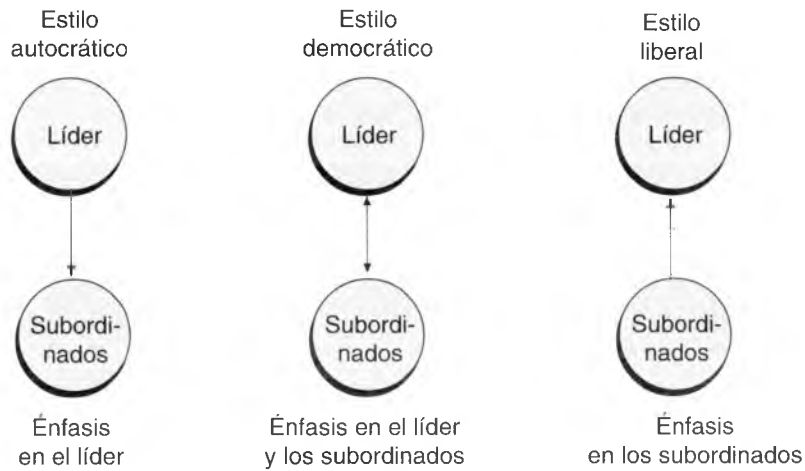 Estilo
autocrático
Líder
Subordi-
nados
Énfasis
en el líder
Estilo
democrático
Líder
Subordi-
nados
Énfasis en el líder
y los subordinados
Estilo
liberal
Líder
Subordi-
nados
Énfasis
en los subordinados